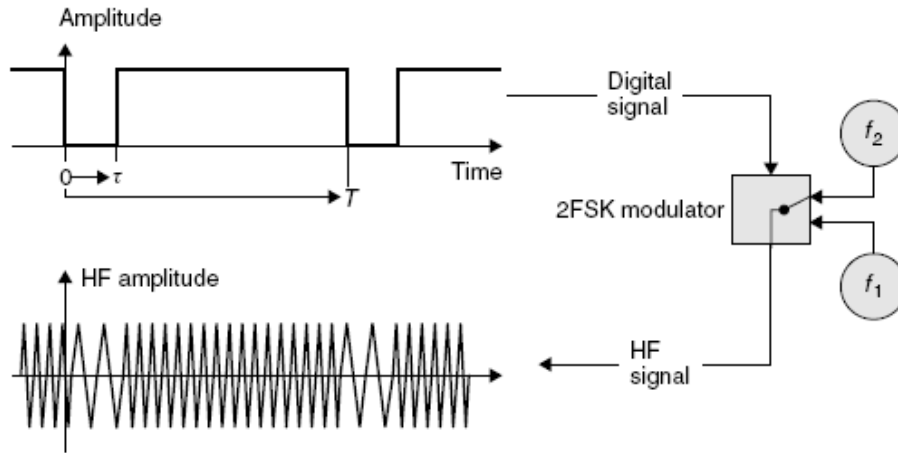 Amplitude
Digital
signal
f2
Time
0
τ
T
2FSK modulator
HF amplitude
f1
HF
signal